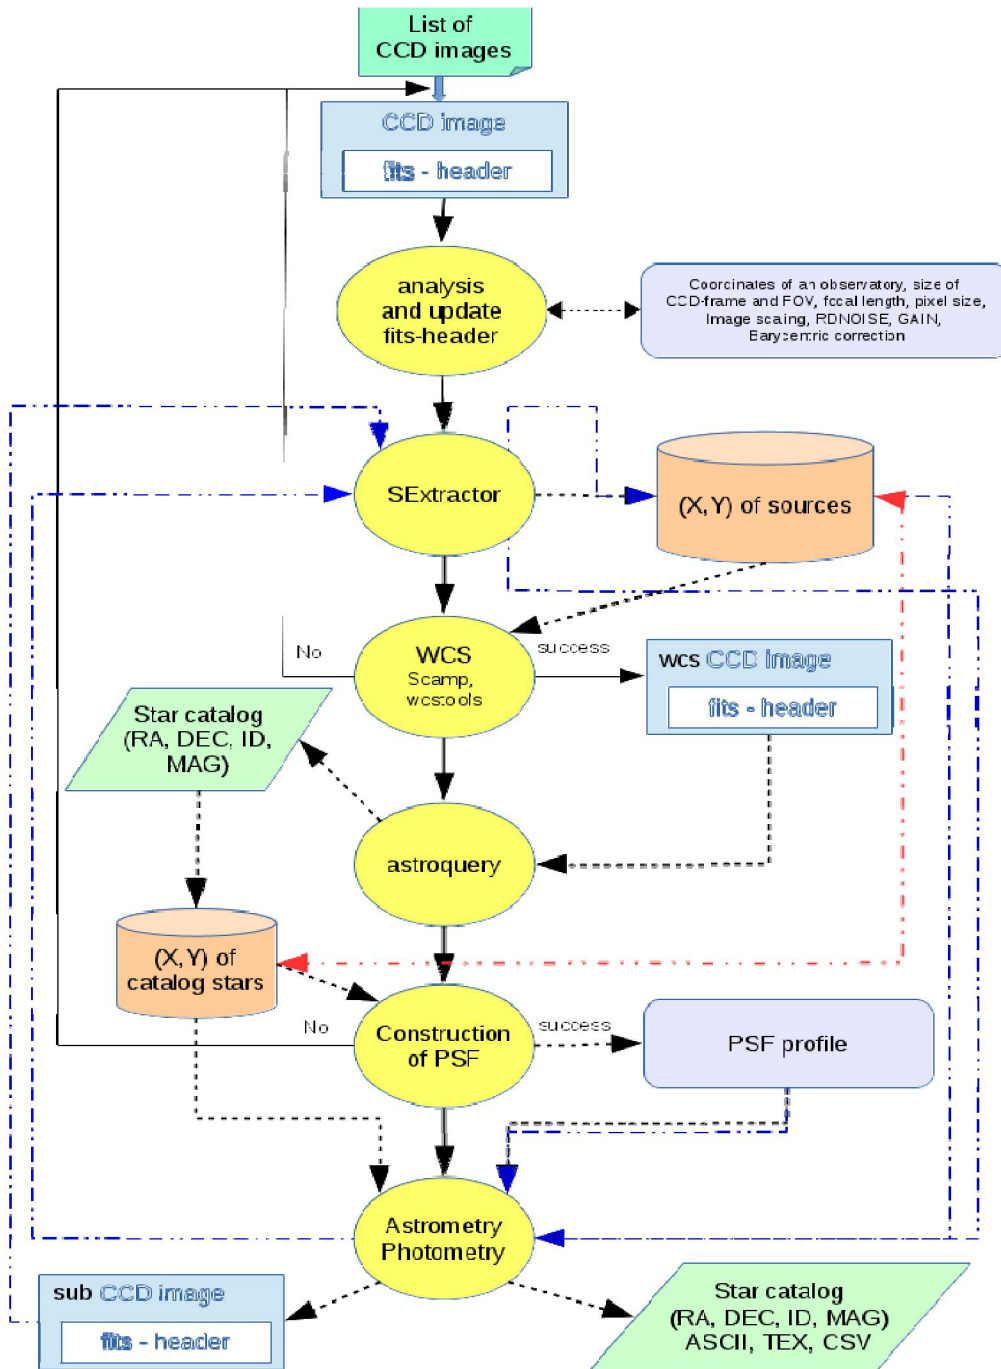 List of
CCD images
CCD image
fits - header
analysis
and update
fits-header
Coordinates of an observatory, size of
CCD-frame and FOV, focal length, pixel size,
Image scaling, RDNOISE, GAIN,
Barycentric correction
SExtractor
(X,Y) of sources
No
WCS
Scamp,
wcstools
success
wcs CCD image
fits - header
Star catalog
(RA, DEC, ID,
MAG)
astroquery
(X,Y) of
catalog stars
No
Construction
of PSF
success
PSF profile
Astrometry
Photometry
sub CCD image
fits - header
Star catalog
(RA, DEC, ID, MAG)
ASCII, TEX, CSV